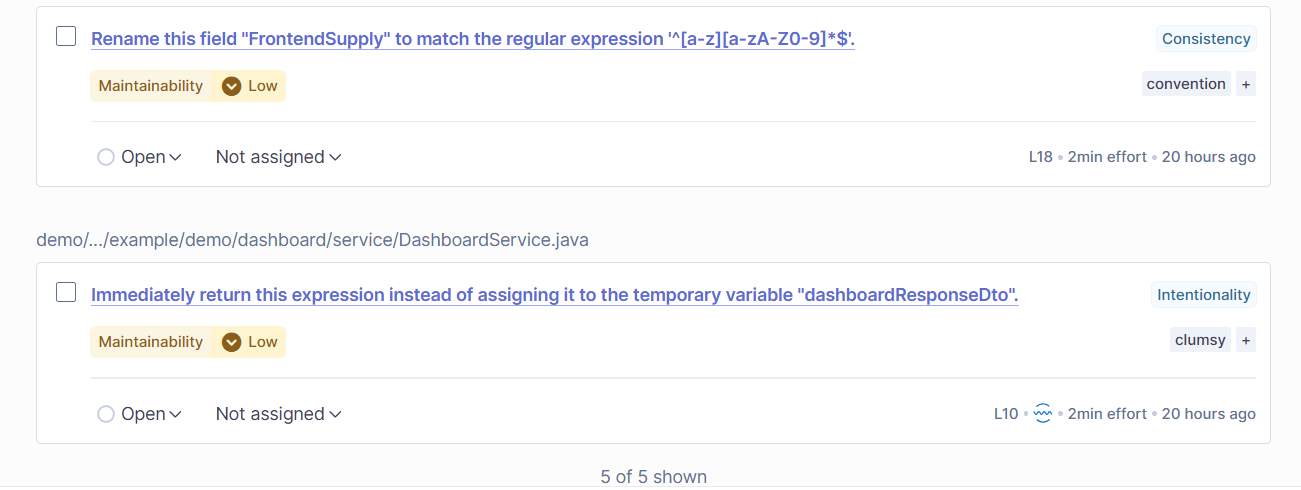 Rename this field "FrontendSupply" to match the regular expression '^[a-z][a-zA-Z0-9]*$'.
Consistency
Maintainability Low
convention +
Open Not assigned
L18 • 2min effort • 20 hours ago
demo/.../example/demo/dashboard/service/DashboardService.java
Immediately return this expression instead of assigning it to the temporary variable "dashboardResponseDto".
Intentionality
Maintainability Low
clumsy +
Open Not assigned
L10 • 2min effort • 20 hours ago
5 of 5 shown